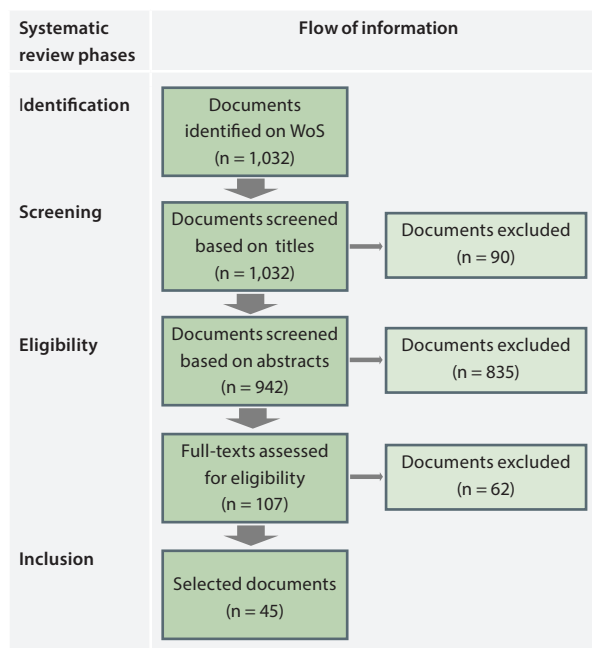 Systematic
review phases
Flow of information
Identification
Documents
identified on WoS
(n = 1,032)
Screening
Documents screened
based on titles
(n = 1,032)
Documents excluded
(n = 90)
Eligibility
Documents screened
based on abstracts
(n = 942)
Documents excluded
(n = 835)
Full-texts assessed
for eligibility
(n = 107)
Documents excluded
(n = 62)
Inclusion
Selected documents
(n = 45)